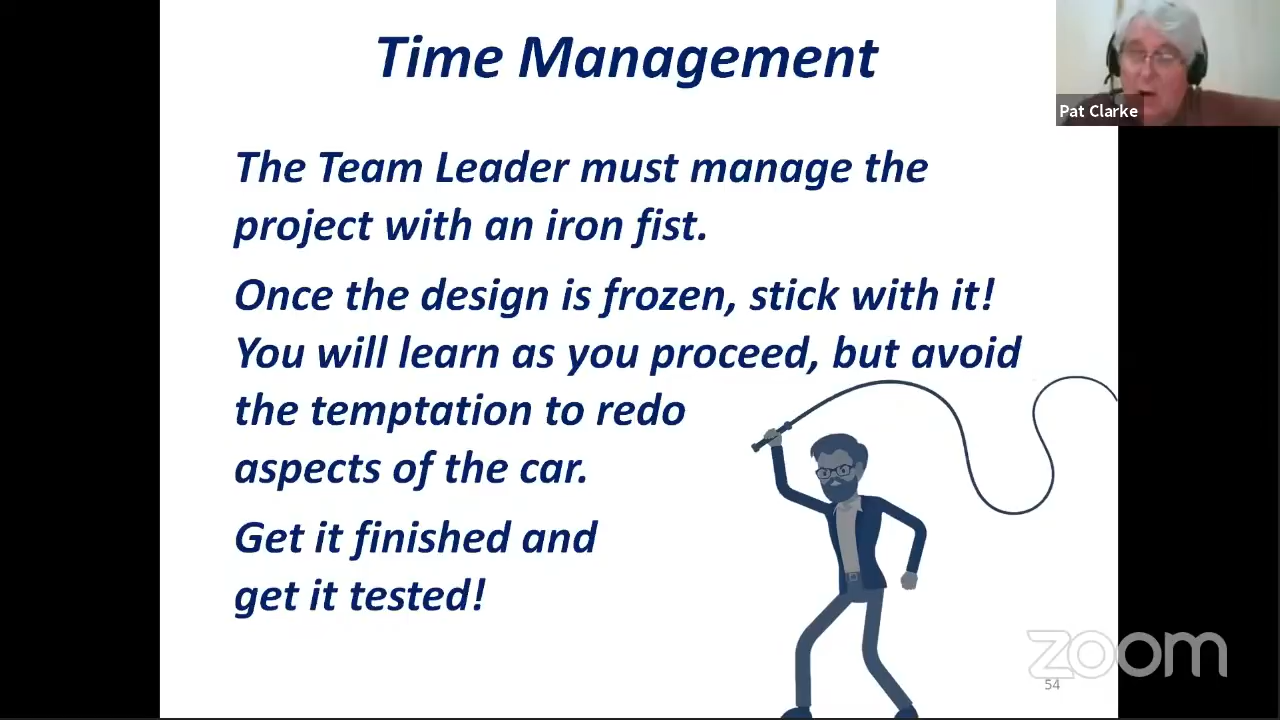 Time Management
Pat Clarke
The Team Leader must manage the
project with an iron fist.
Once the design is frozen, stick with it!
You will learn as you proceed, but avoid
the temptation to redo
aspects of the car.
Get it finished and
get it tested!
zoom
54